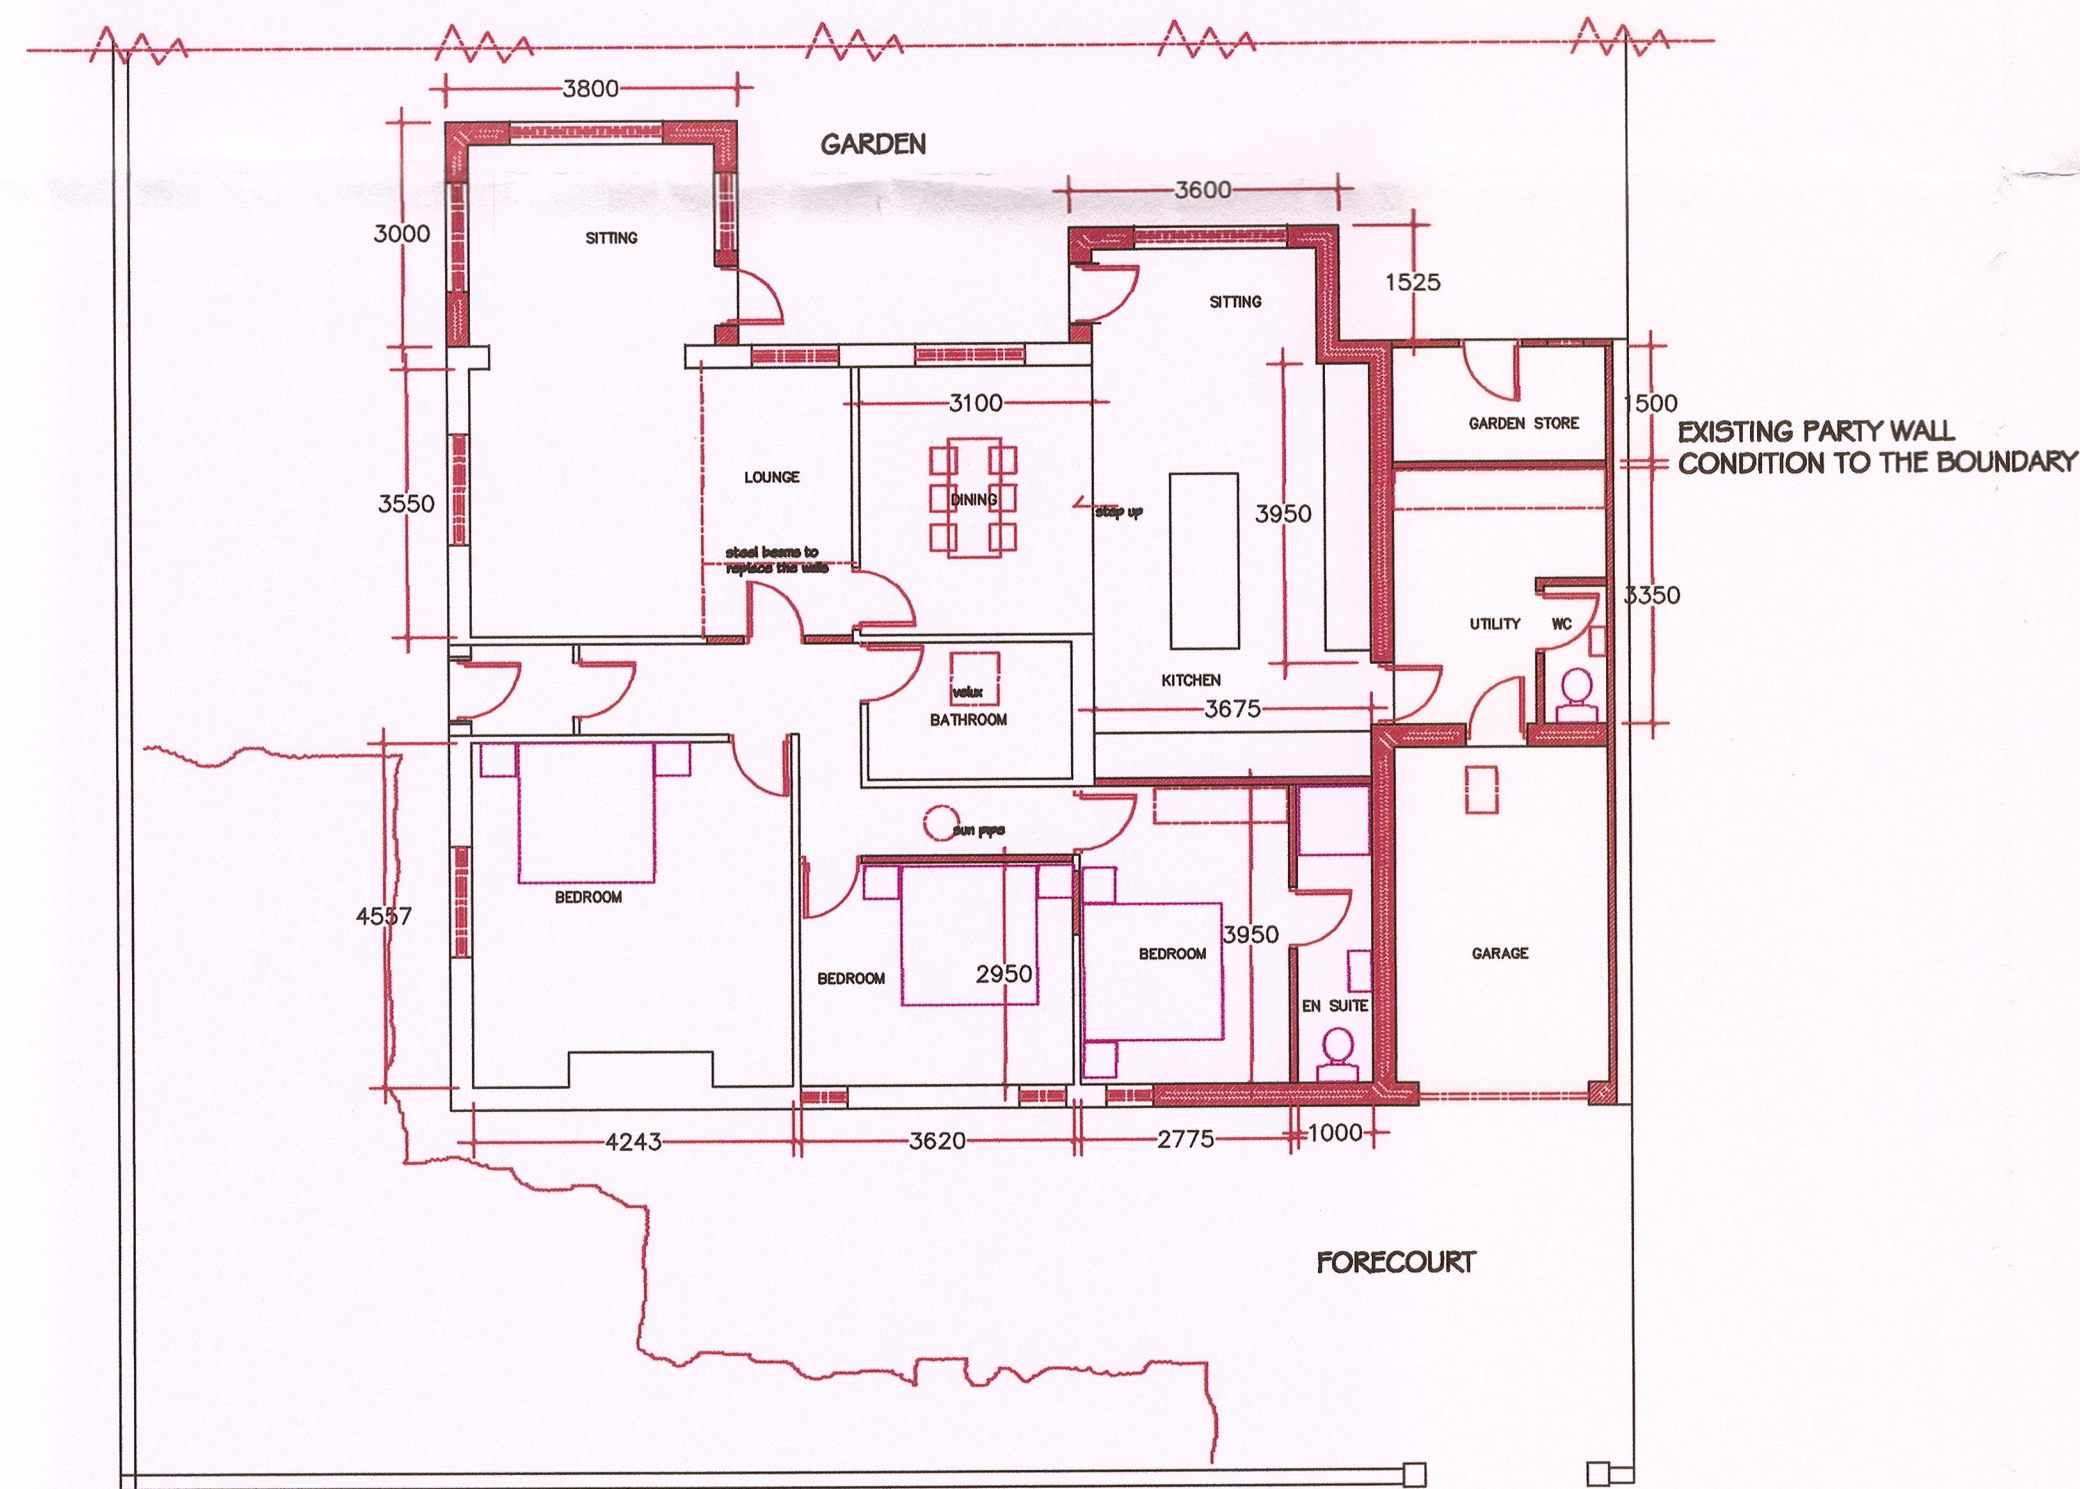 3800
GARDEN
3600
3000
SITTING
1525
SITTING
3100
1500
GARDEN STORE
EXISTING PARTY WALL
CONDITION TO THE BOUNDARY
LOUNGE
3550
DINING
step up
3950
steel beams to
replace the walls
3350
UTILITY
WC
KITCHEN
velux
3675
BATHROOM
sun pipe
BEDROOM
4557
3950
BEDROOM
2950
BEDROOM
GARAGE
EN SUITE
4243
3620
2775
1000
FORECOURT